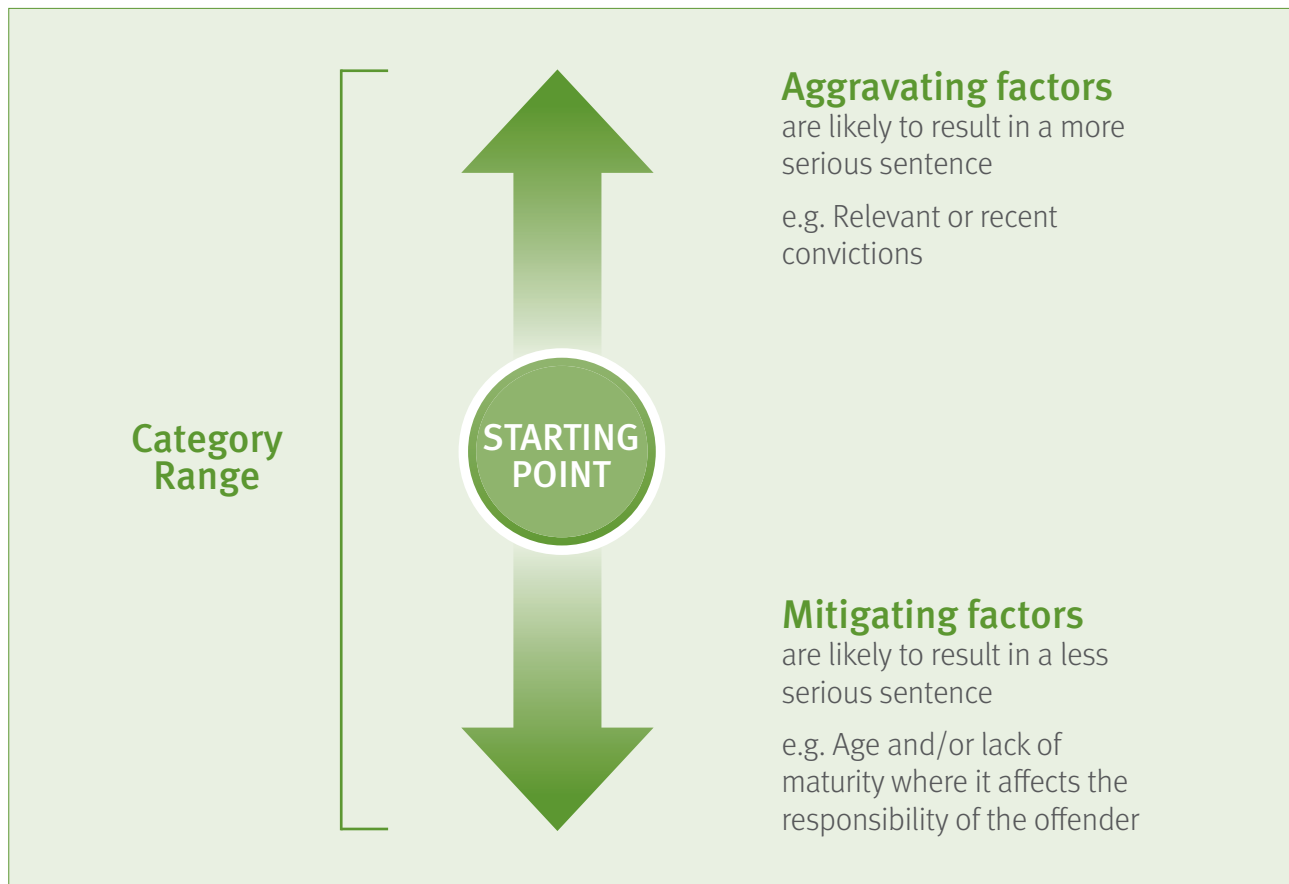 Aggravating factors
are likely to result in a more
serious sentence
e.g. Relevant or recent
convictions
STARTING
POINT
Category
Range
Mitigating factors
are likely to result in a less
serious sentence
e.g. Age and/or lack of
maturity where it affects the
responsibility of the offender